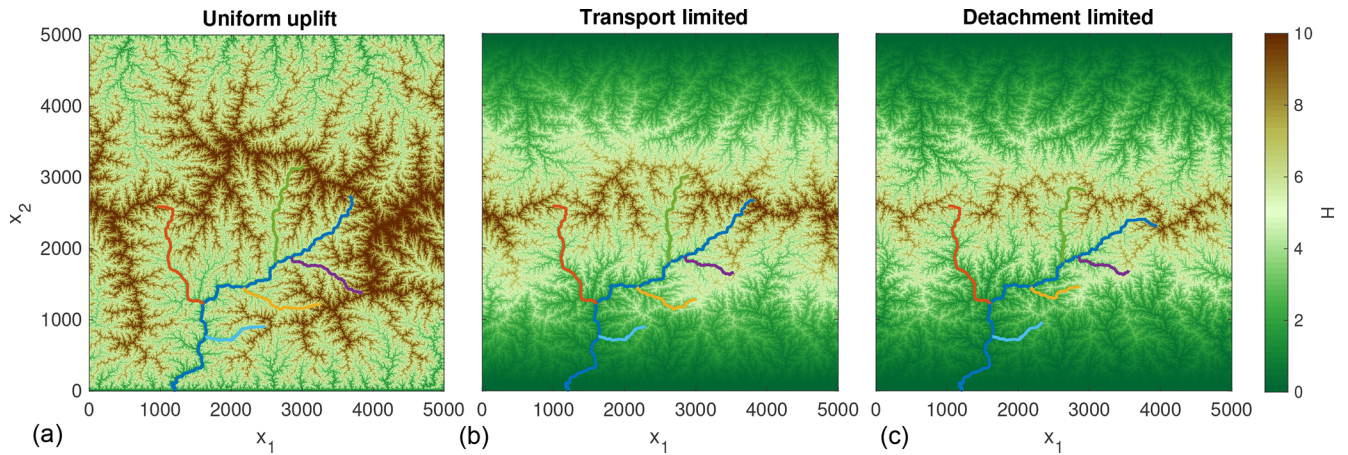 Uniform uplift
Transport limited
Detachment limited
5000
4000
3000
2000
1000
0
x2
0 1000 2000 3000 4000 5000
x1
(a)
0 1000 2000 3000 4000 5000
x1
(b)
0 1000 2000 3000 4000 5000
x1
(c)
10
8
6
4
2
0
H